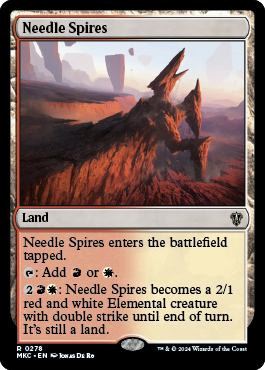 Needle Spires
Land
Needle Spires enters the battlefield
tapped.
: Add or .
2 : Needle Spires becomes a 2/1
red and white Elemental creature
with double strike until end of turn.
It's still a land.
R 0278
MKC • EN Jonas De Ro
™ & © 2024 Wizards of the Coast